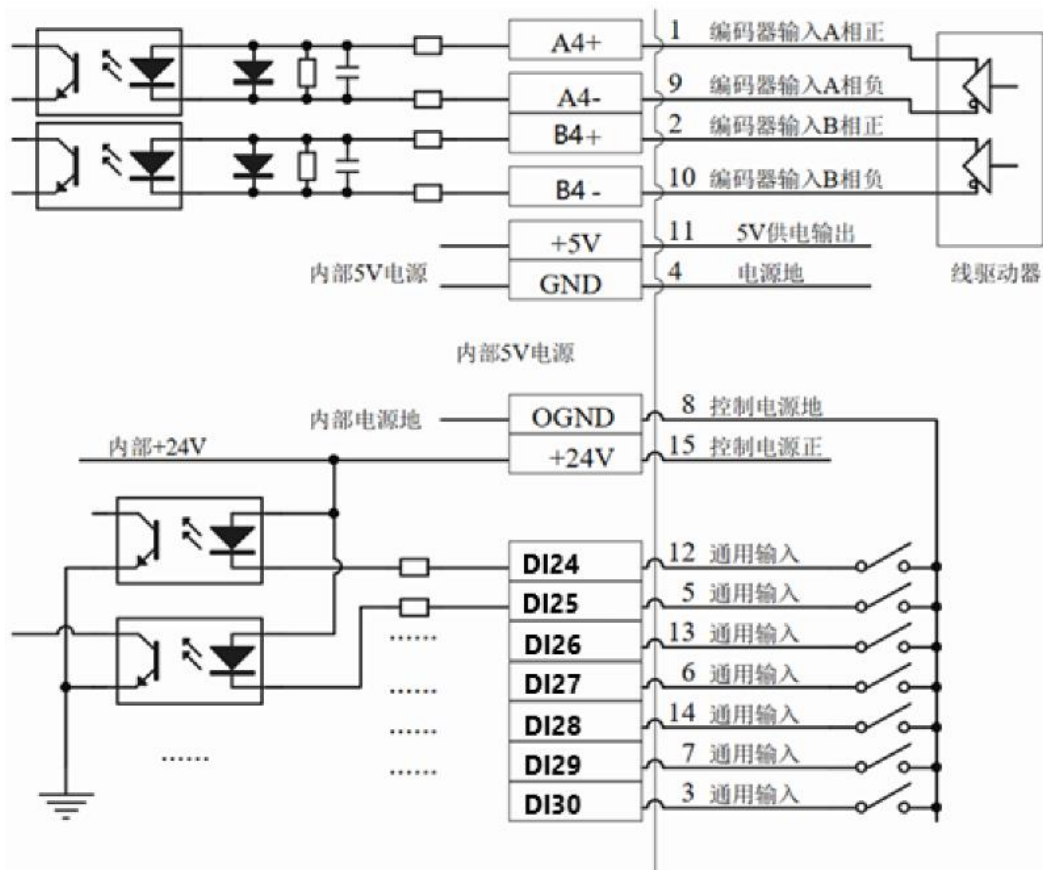 A4+ 1 编码器输入A相正
A4- 9 编码器输入A相负
B4+ 2 编码器输入B相正
B4 - 10 编码器输入B相负
+5V 11 5V供电输出
内部5V电源 GND 4 电源地 线驱动器
内部5V电源
内部电源地 OGND 8 控制电源地
内部+24V +24V 15 控制电源正
DI24 12 通用输入
DI25 5 通用输入
...... DI26 13 通用输入
...... DI27 6 通用输入
...... DI28 14 通用输入
...... ...... DI29 7 通用输入
DI30 3 通用输入